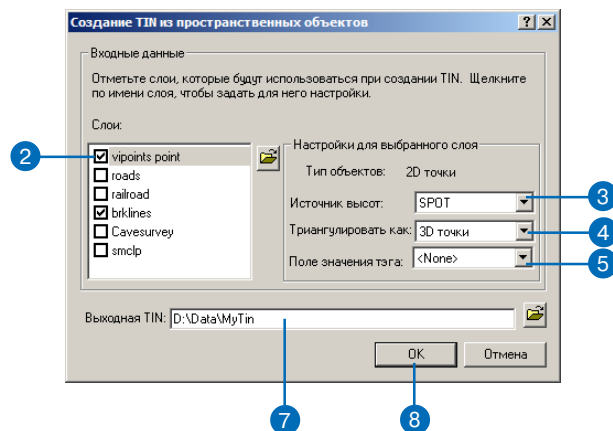 Создание TIN из пространственных объектов
Входные данные
Отметьте слои, которые будут использоваться при создании TIN. Щелкните
по имени слоя, чтобы задать для него настройки.
Слои:
2
vipoints point
roads
railroad
brklines
Cavesurvey
smclp
Настройки для выбранного слоя
Тип объектов: 2D точки
Источник высот: SPOT
3
Триангулировать как: 3D точки
4
Поле значения тэга: <None>
5
Выходная TIN: D:\Data\MyTin
OK Отмена
7 8